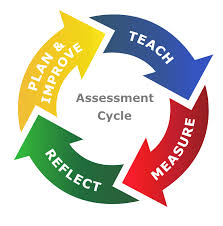 Assessment
Cycle
TEACH
MEASURE
REFLECT
PLAN &
IMPROVE